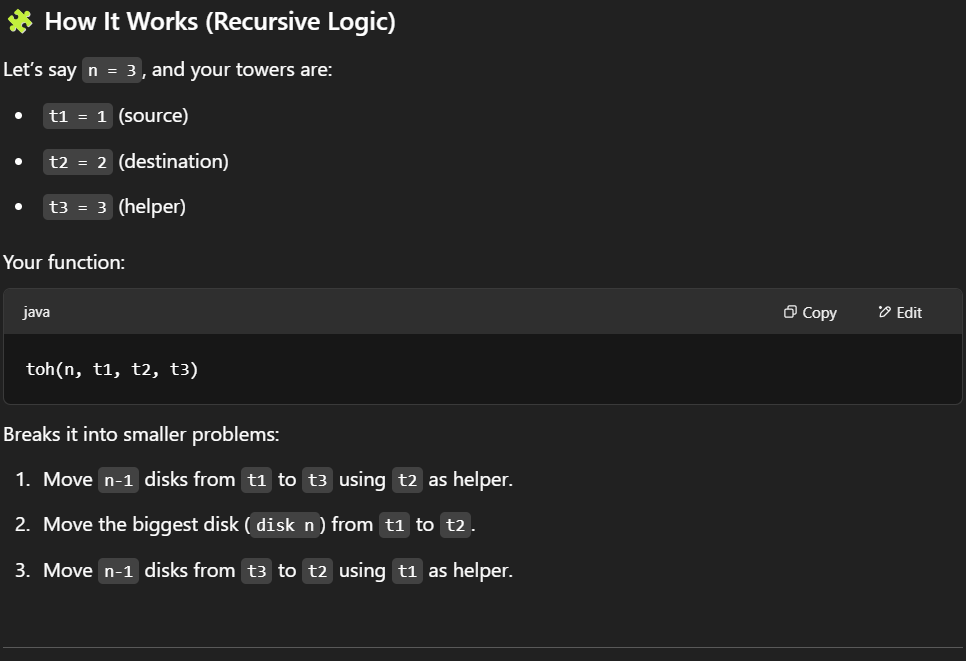 🧩 How It Works (Recursive Logic)
Let’s say n = 3, and your towers are:
• t1 = 1 (source)
• t2 = 2 (destination)
• t3 = 3 (helper)
Your function:
java Copy Edit
toh(n, t1, t2, t3)
Breaks it into smaller problems:
1. Move n-1 disks from t1 to t3 using t2 as helper.
2. Move the biggest disk (disk n) from t1 to t2.
3. Move n-1 disks from t3 to t2 using t1 as helper.